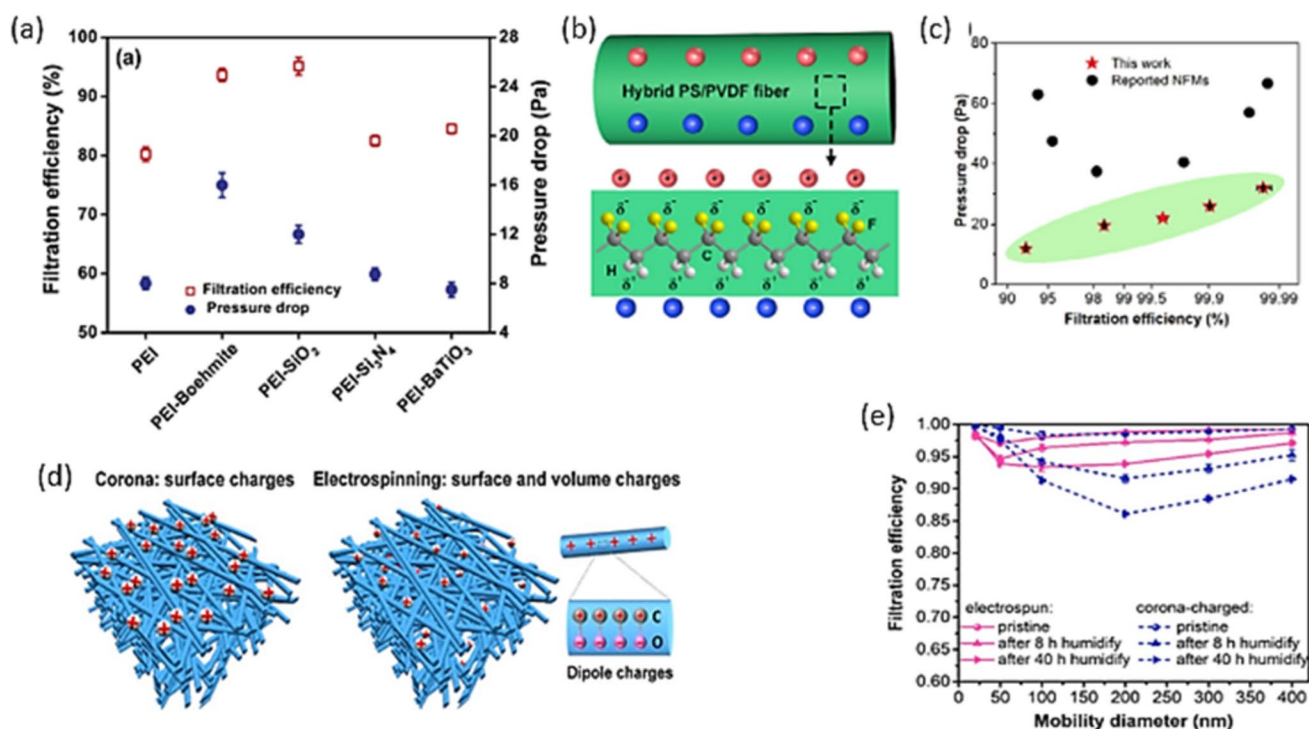 (a)
(a)
Filtration efficiency (%)
100
90
80
70
60
50
Pressure drop (Pa)
28
24
20
16
12
8
4
Filtration efficiency
Pressure drop
PEI
PEI-Boehmite
PEI-SiO₂
PEI-Si₃N₄
PEI-BaTiO₃
(b)
Hybrid PS/PVDF fiber
+ + + + + +
δ⁻ δ⁻ δ⁻ δ⁻ δ⁻ δ⁻
F
C
H
δ⁺ δ⁺ δ⁺ δ⁺ δ⁺ δ⁺
(c)
Pressure drop (Pa)
80
60
40
20
0
This work
Reported NFMs
90 95 98 99 99.5 99.9 99.99
Filtration efficiency (%)
(d)
Corona: surface charges
Electrospinning: surface and volume charges
+ + + + +
C
O
Dipole charges
(e)
Filtration efficiency
1.00
0.95
0.90
0.85
0.80
0.75
0.70
0.65
0.60
electrospun:
pristine
after 8 h humidify
after 40 h humidify
corona-charged:
pristine
after 8 h humidify
after 40 h humidify
0 50 100 150 200 250 300 350 400
Mobility diameter (nm)